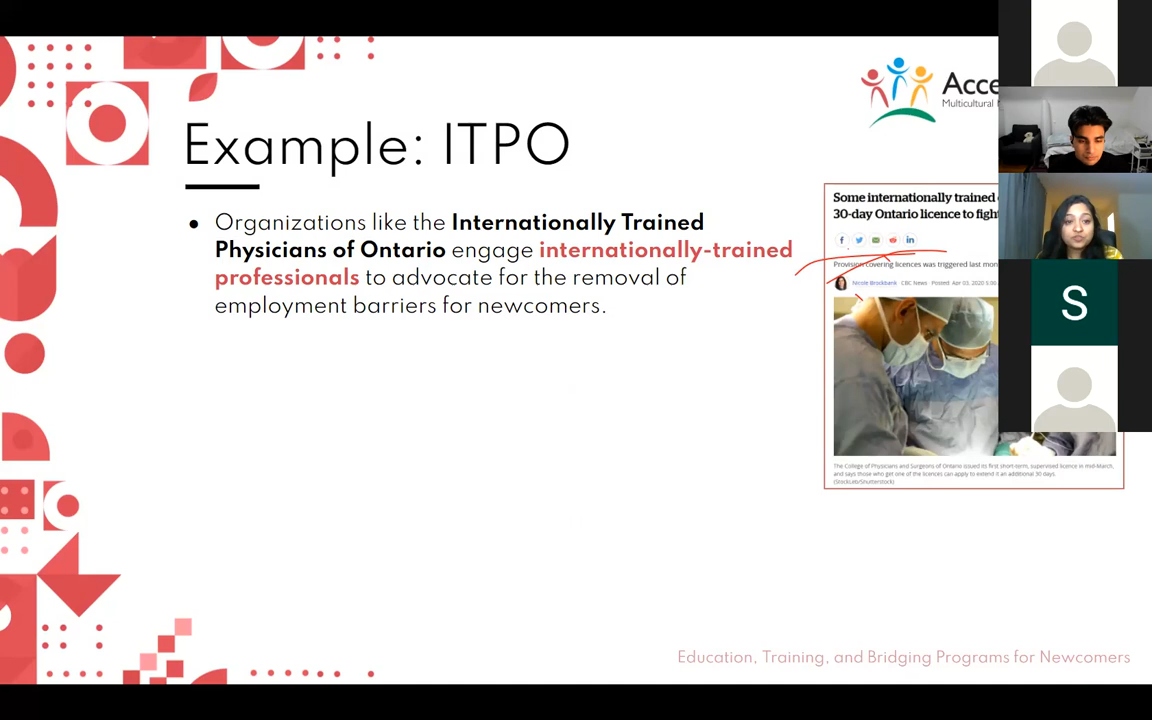 Example: ITPO
Acce
Multicultural
• Organizations like the Internationally Trained
Physicians of Ontario engage internationally-trained
professionals to advocate for the removal of
employment barriers for newcomers.
Some internationally trained
30-day Ontario licence to figh
Provision covering licences was triggered last mon
Nicole Brockbank · CBC News · Posted: Apr 03, 2020 5:00
The College of Physicians and Surgeons of Ontario issued its first short-term, supervised licence in mid-March,
and says those who get one of the licences can apply to extend it an additional 30 days.
(Stockleb/Shutterstock)
S
Education, Training, and Bridging Programs for Newcomers